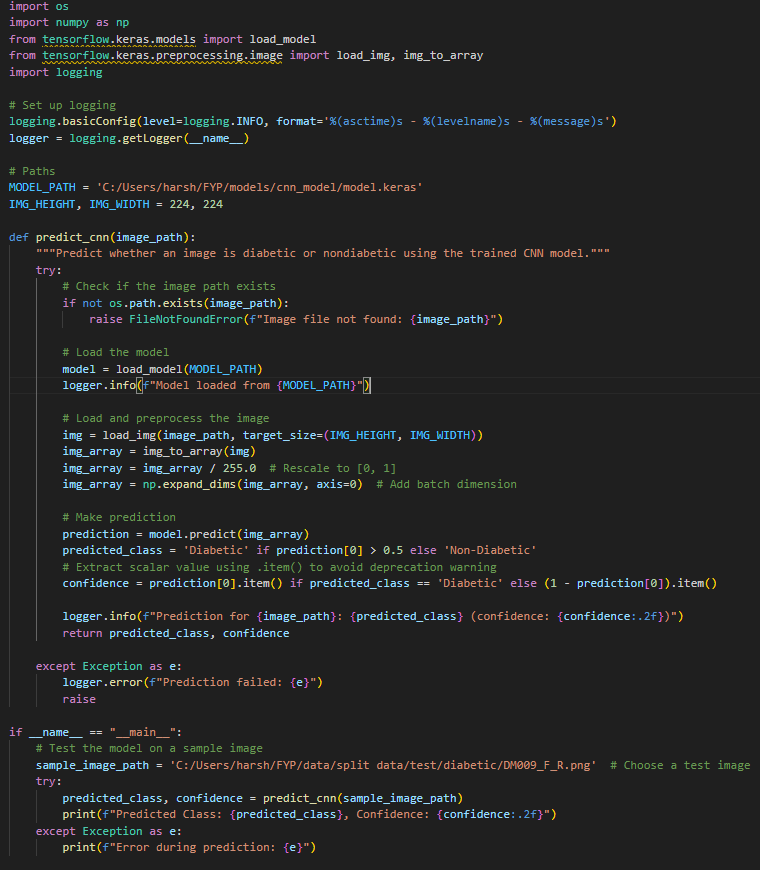 import os
import numpy as np
from tensorflow.keras.models import load_model
from tensorflow.keras.preprocessing.image import load_img, img_to_array
import logging

# Set up logging
logging.basicConfig(level=logging.INFO, format='%(asctime)s - %(levelname)s - %(message)s')
logger = logging.getLogger(__name__)

# Paths
MODEL_PATH = 'C:/Users/harsh/FYP/models/cnn_model/model.keras'
IMG_HEIGHT, IMG_WIDTH = 224, 224

def predict_cnn(image_path):
    """Predict whether an image is diabetic or nondiabetic using the trained CNN model."""
    try:
        # Check if the image path exists
        if not os.path.exists(image_path):
            raise FileNotFoundError(f"Image file not found: {image_path}")

        # Load the model
        model = load_model(MODEL_PATH)
        logger.info(f"Model loaded from {MODEL_PATH}")

        # Load and preprocess the image
        img = load_img(image_path, target_size=(IMG_HEIGHT, IMG_WIDTH))
        img_array = img_to_array(img)
        img_array = img_array / 255.0  # Rescale to [0, 1]
        img_array = np.expand_dims(img_array, axis=0)  # Add batch dimension

        # Make prediction
        prediction = model.predict(img_array)
        predicted_class = 'Diabetic' if prediction[0] > 0.5 else 'Non-Diabetic'
        # Extract scalar value using .item() to avoid deprecation warning
        confidence = prediction[0].item() if predicted_class == 'Diabetic' else (1 - prediction[0]).item()

        logger.info(f"Prediction for {image_path}: {predicted_class} (confidence: {confidence:.2f})")
        return predicted_class, confidence

    except Exception as e:
        logger.error(f"Prediction failed: {e}")
        raise

if __name__ == "__main__":
    # Test the model on a sample image
    sample_image_path = 'C:/Users/harsh/FYP/data/split data/test/diabetic/DM009_F_R.png'  # Choose a test image
    try:
        predicted_class, confidence = predict_cnn(sample_image_path)
        print(f"Predicted Class: {predicted_class}, Confidence: {confidence:.2f}")
    except Exception as e:
        print(f"Error during prediction: {e}")